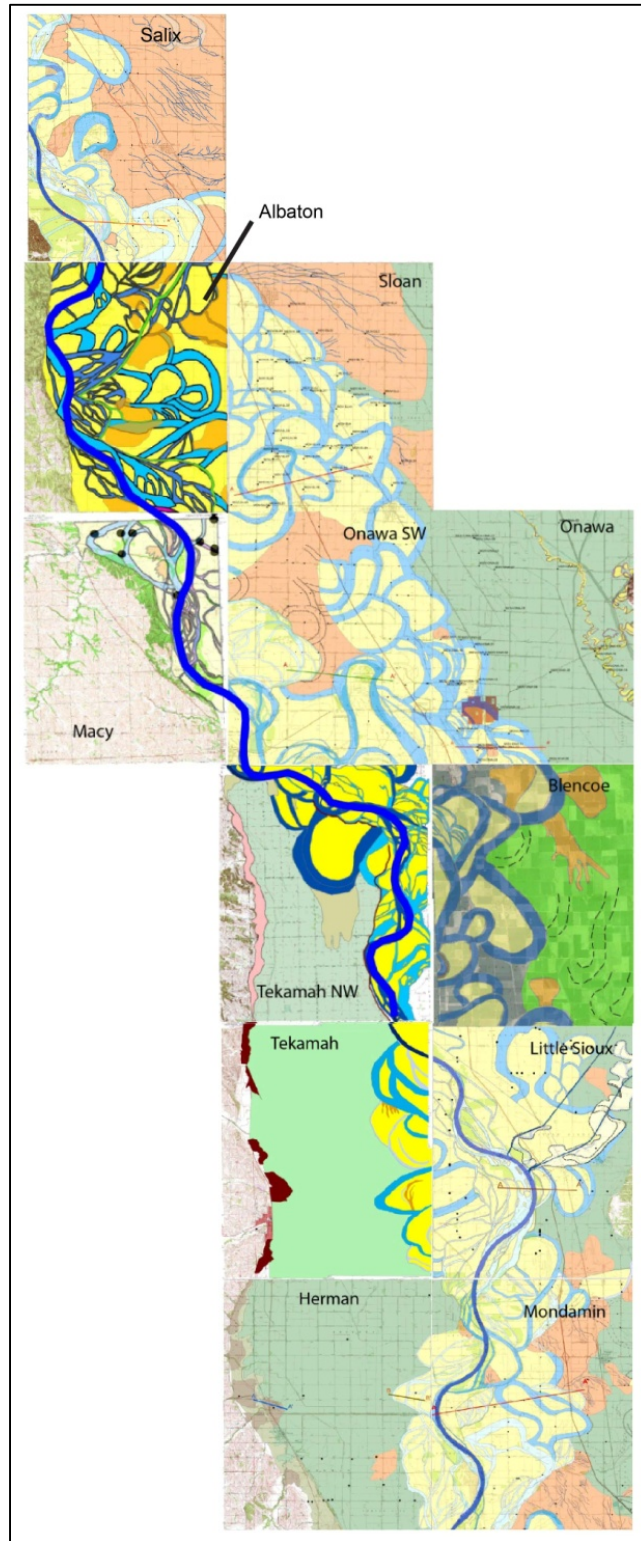 Salix
Albaton
Sloan
Onawa SW
Onawa
Macy
Blencoe
Tekamah NW
Tekamah
Little Sioux
Herman
Mondamin